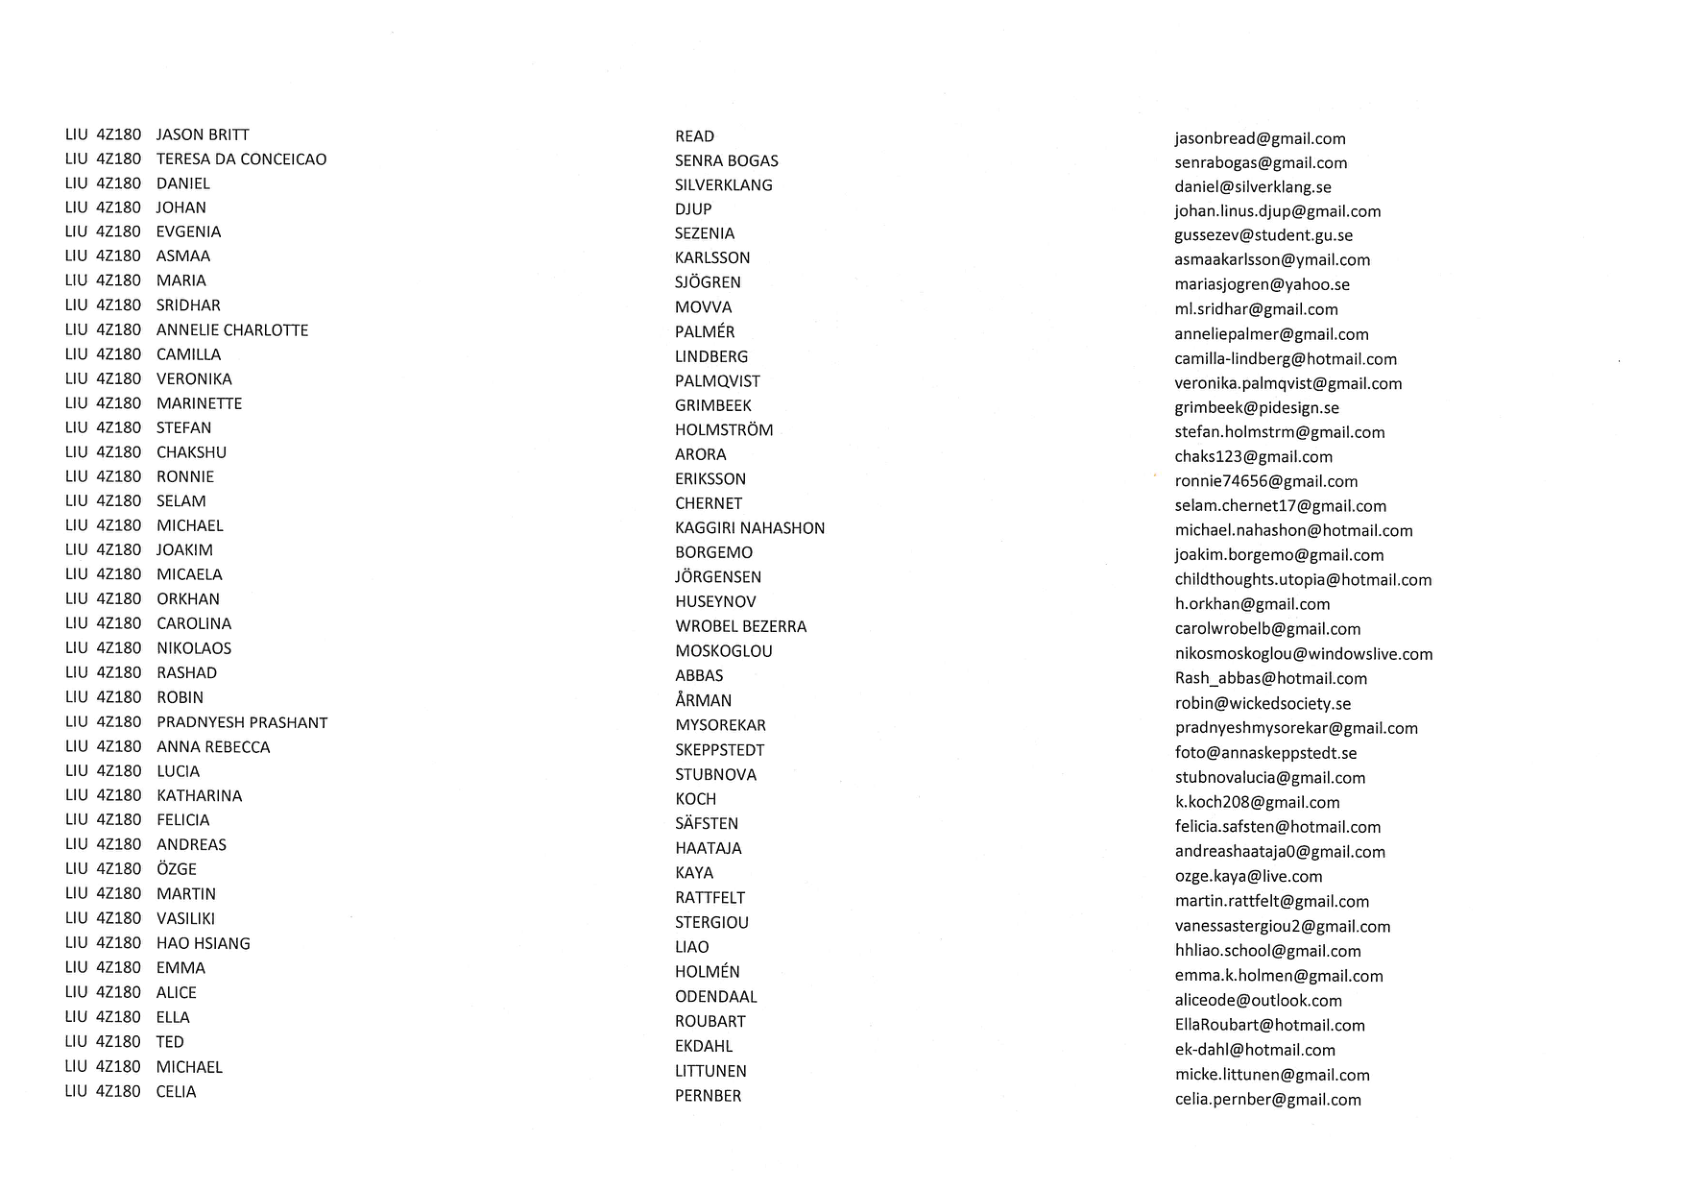 LIU 4Z180 JASON BRITT READ jasonbread@gmail.com
LIU 4Z180 TERESA DA CONCEICAO SENRA BOGAS senrabogas@gmail.com
LIU 4Z180 DANIEL SILVERKLANG daniel@silverklang.se
LIU 4Z180 JOHAN DJUP johan.linus.djup@gmail.com
LIU 4Z180 EVGENIA SEZENIA gussezev@student.gu.se
LIU 4Z180 ASMAA KARLSSON asmaakarlsson@ymail.com
LIU 4Z180 MARIA SJÖGREN mariasjogren@yahoo.se
LIU 4Z180 SRIDHAR MOVVA ml.sridhar@gmail.com
LIU 4Z180 ANNELIE CHARLOTTE PALMÉR anneliepalmer@gmail.com
LIU 4Z180 CAMILLA LINDBERG camilla-lindberg@hotmail.com
LIU 4Z180 VERONIKA PALMQVIST veronika.palmqvist@gmail.com
LIU 4Z180 MARINETTE GRIMBEEK grimbeek@pidesign.se
LIU 4Z180 STEFAN HOLMSTRÖM stefan.holmstrm@gmail.com
LIU 4Z180 CHAKSHU ARORA chaks123@gmail.com
LIU 4Z180 RONNIE ERIKSSON ronnie74656@gmail.com
LIU 4Z180 SELAM CHERNET selam.chernet17@gmail.com
LIU 4Z180 MICHAEL KAGGIRI NAHASHON michael.nahashon@hotmail.com
LIU 4Z180 JOAKIM BORGEMO joakim.borgemo@gmail.com
LIU 4Z180 MICAELA JÖRGENSEN childthoughts.utopia@hotmail.com
LIU 4Z180 ORKHAN HUSEYNOV h.orkhan@gmail.com
LIU 4Z180 CAROLINA WROBEL BEZERRA carolwrobelb@gmail.com
LIU 4Z180 NIKOLAOS MOSKOGLOU nikosmoskoglou@windowslive.com
LIU 4Z180 RASHAD ABBAS Rash_abbas@hotmail.com
LIU 4Z180 ROBIN ÅRMAN robin@wickedsociety.se
LIU 4Z180 PRADNYESH PRASHANT MYSOREKAR pradnyeshmysorekar@gmail.com
LIU 4Z180 ANNA REBECCA SKEPPSTEDT foto@annaskeppstedt.se
LIU 4Z180 LUCIA STUBNOVA stubnovalucia@gmail.com
LIU 4Z180 KATHARINA KOCH k.koch208@gmail.com
LIU 4Z180 FELICIA SÄFSTEN felicia.safsten@hotmail.com
LIU 4Z180 ANDREAS HAATAJA andreashaataja0@gmail.com
LIU 4Z180 ÖZGE KAYA ozge.kaya@live.com
LIU 4Z180 MARTIN RATTFELT martin.rattfelt@gmail.com
LIU 4Z180 VASILIKI STERGIOU vanessastergiou2@gmail.com
LIU 4Z180 HAO HSIANG LIAO hhliao.school@gmail.com
LIU 4Z180 EMMA HOLMÉN emma.k.holmen@gmail.com
LIU 4Z180 ALICE ODENDAAL aliceode@outlook.com
LIU 4Z180 ELLA ROUBART EllaRoubart@hotmail.com
LIU 4Z180 TED EKDAHL ek-dahl@hotmail.com
LIU 4Z180 MICHAEL LITTUNEN micke.littunen@gmail.com
LIU 4Z180 CELIA PERNBER celia.pernber@gmail.com